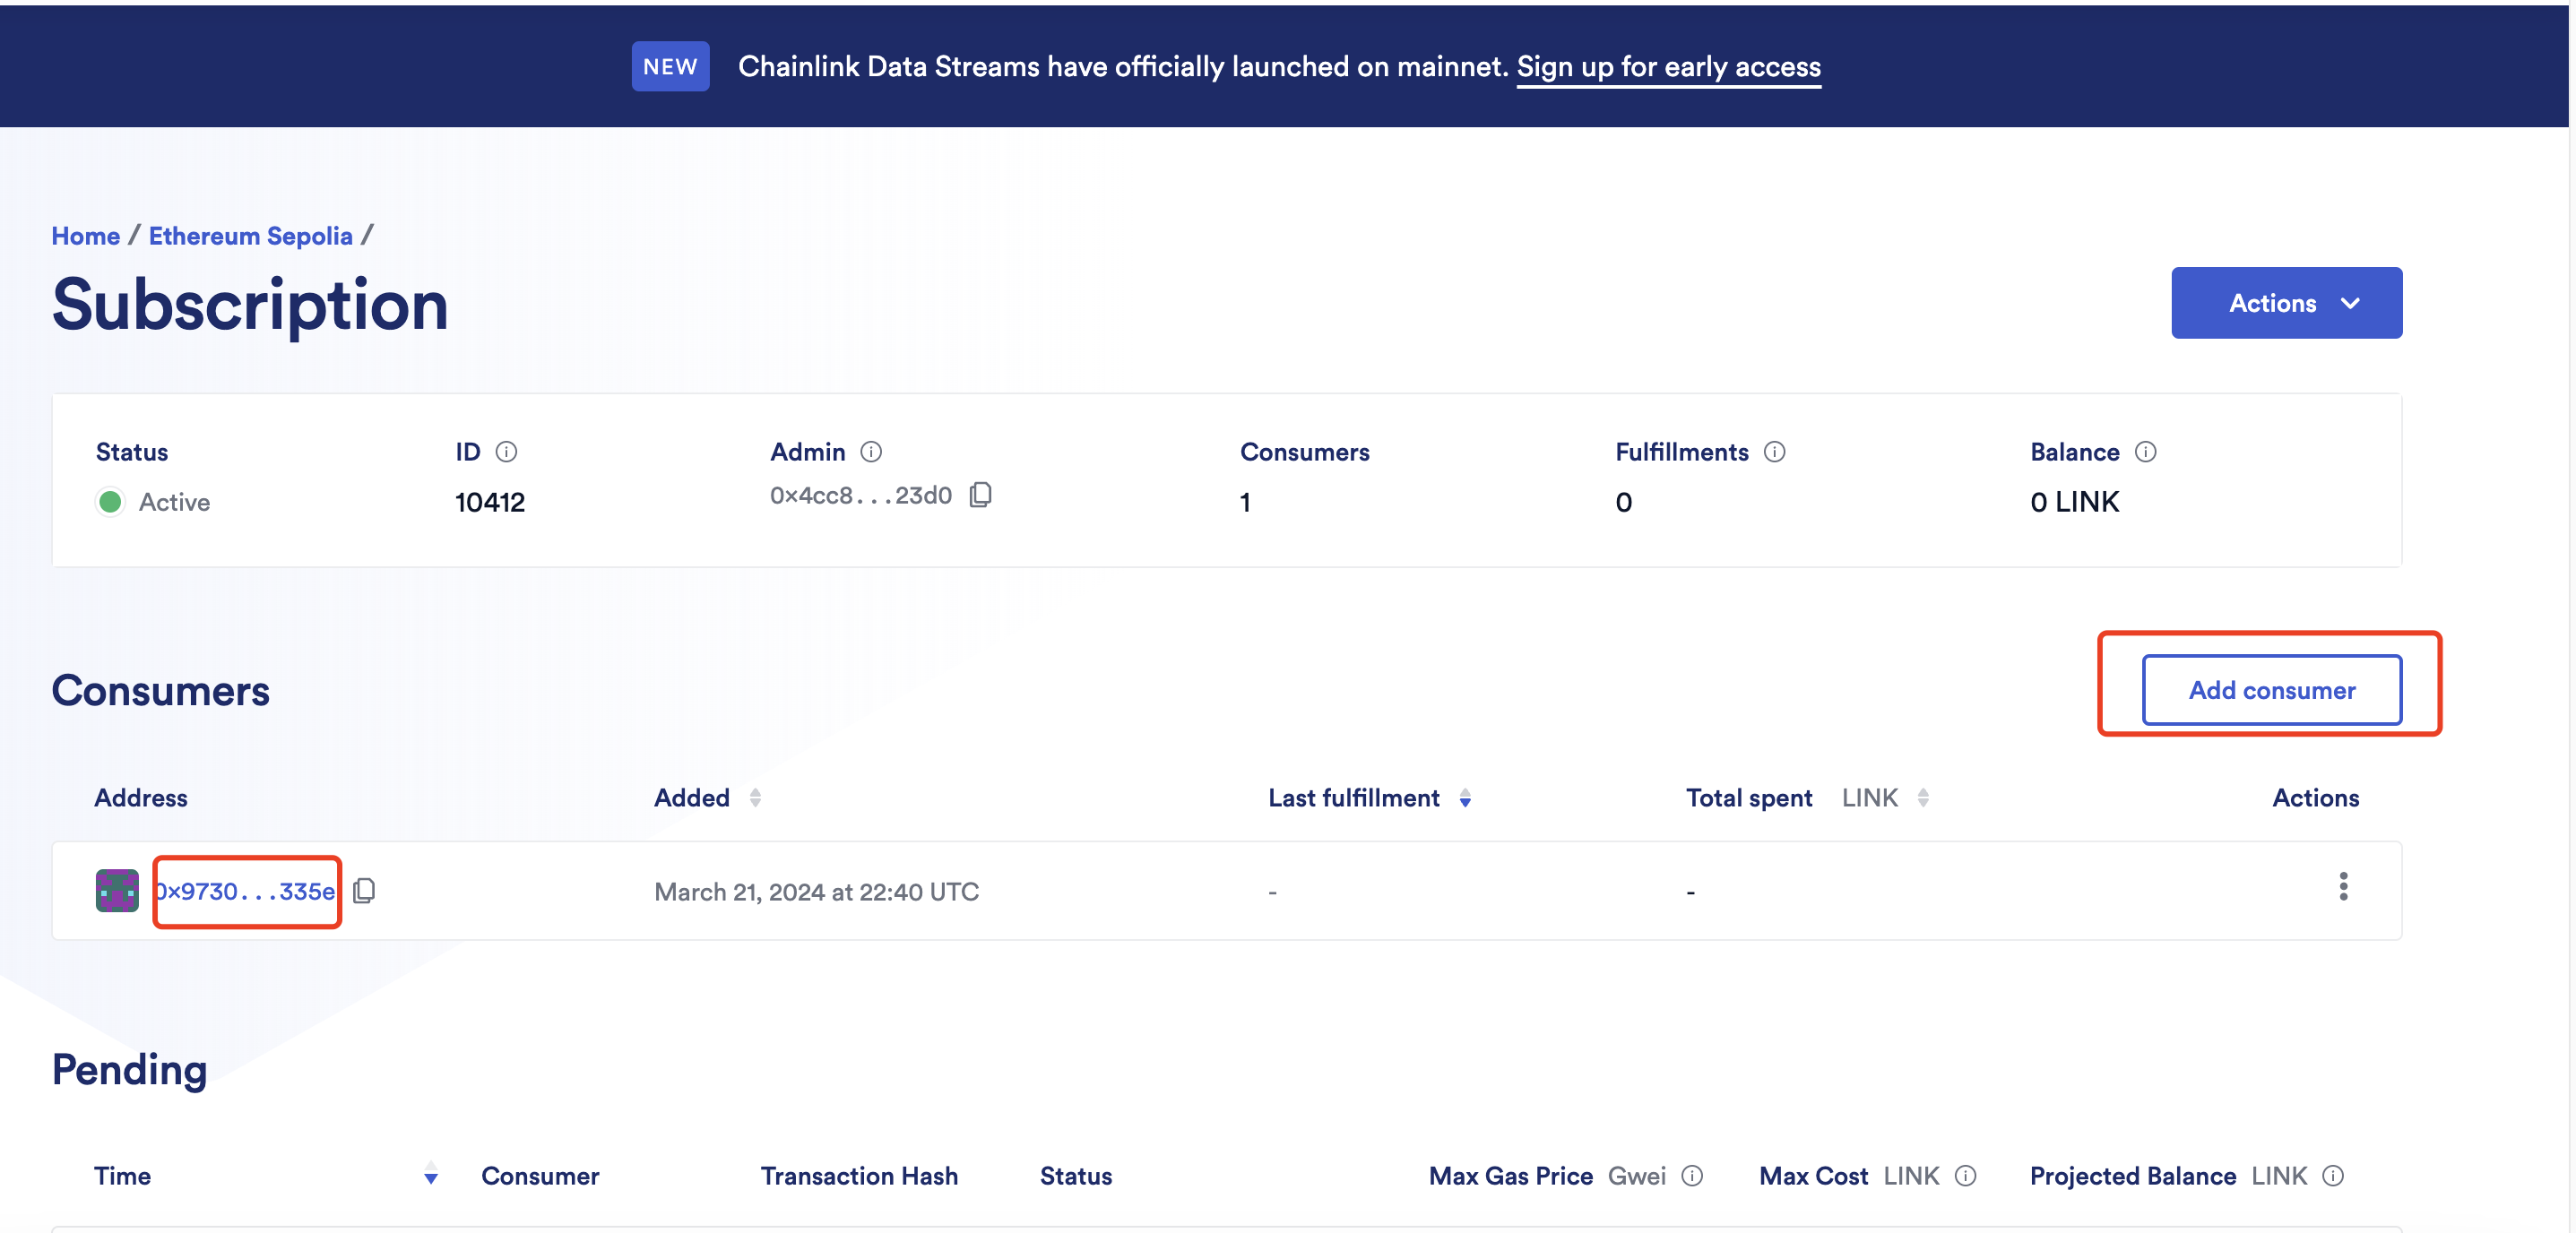 NEW Chainlink Data Streams have officially launched on mainnet. Sign up for early access
Home / Ethereum Sepolia /
Subscription
Actions
Status ID Admin Consumers Fulfillments Balance
Active 10412 0x4cc8...23d0 1 0 0 LINK
Consumers
Add consumer
Address Added Last fulfillment Total spent LINK Actions
0x9730...335e March 21, 2024 at 22:40 UTC - -
Pending
Time Consumer Transaction Hash Status Max Gas Price Gwei Max Cost LINK Projected Balance LINK